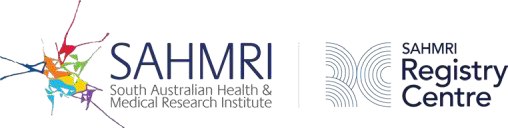 SAHMRI
South Australian Health &
Medical Research Institute
SAHMRI
Registry
Centre